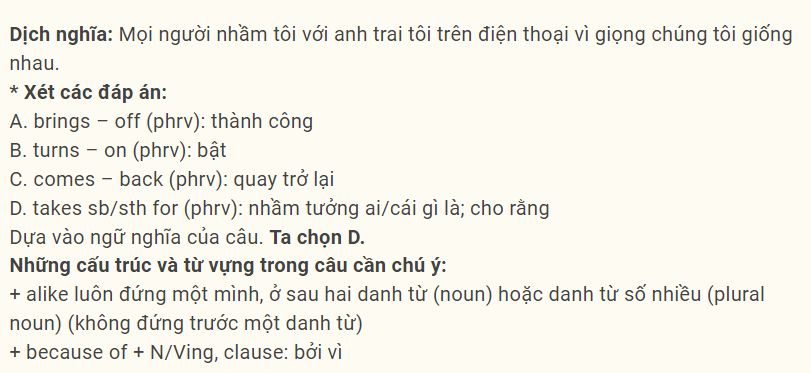 Dịch nghĩa: Mọi người nhầm tôi với anh trai tôi trên điện thoại vì giọng chúng tôi giống
nhau.
* Xét các đáp án:
A. brings – off (phrv): thành công
B. turns – on (phrv): bật
C. comes – back (phrv): quay trở lại
D. takes sb/sth for (phrv): nhầm tưởng ai/cái gì là; cho rằng
Dựa vào ngữ nghĩa của câu. Ta chọn D.
Những cấu trúc và từ vựng trong câu cần chú ý:
+ alike luôn đứng một mình, ở sau hai danh từ (noun) hoặc danh từ số nhiều (plural
noun) (không đứng trước một danh từ)
+ because of + N/Ving, clause: bởi vì